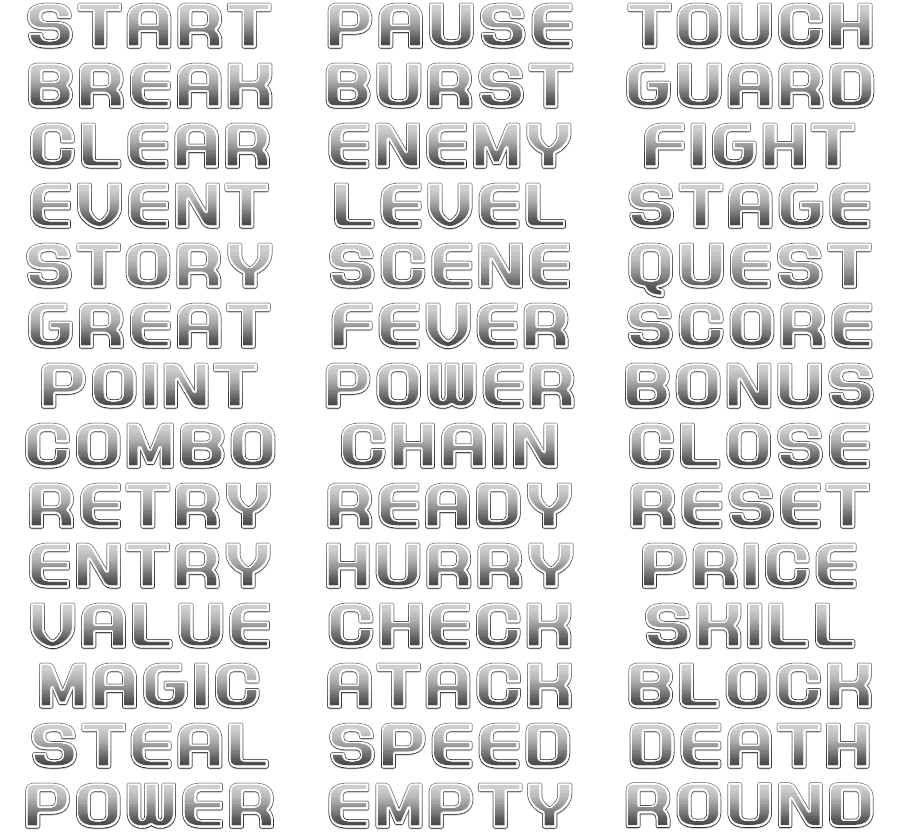 START PAUSE TOUCH
BREAK BURST GUARD
CLEAR ENEMY FIGHT
EVENT LEVEL STAGE
STORY SCENE QUEST
GREAT FEVER SCORE
POINT POWER BONUS
COMBO CHAIN CLOSE
RETRY READY RESET
ENTRY HURRY PRICE
VALUE CHECK SKILL
MAGIC ATACK BLOCK
STEAL SPEED DEATH
POWER EMPTY ROUND